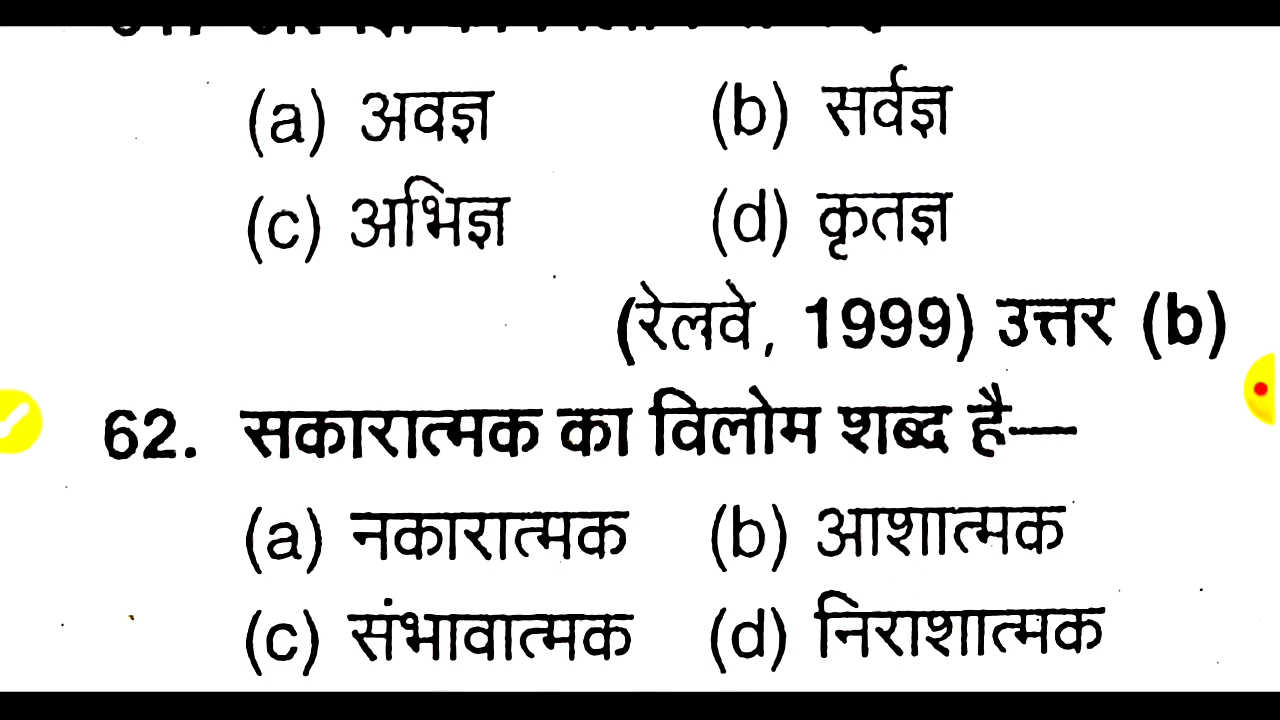 (a) अवज्ञ (b) सर्वज्ञ
(c) अभिज्ञ (d) कृतज्ञ
(रेलवे, 1999) उत्तर (b)
62. सकारात्मक का विलोम शब्द है—
(a) नकारात्मक (b) आशात्मक
(c) संभावात्मक (d) निराशात्मक